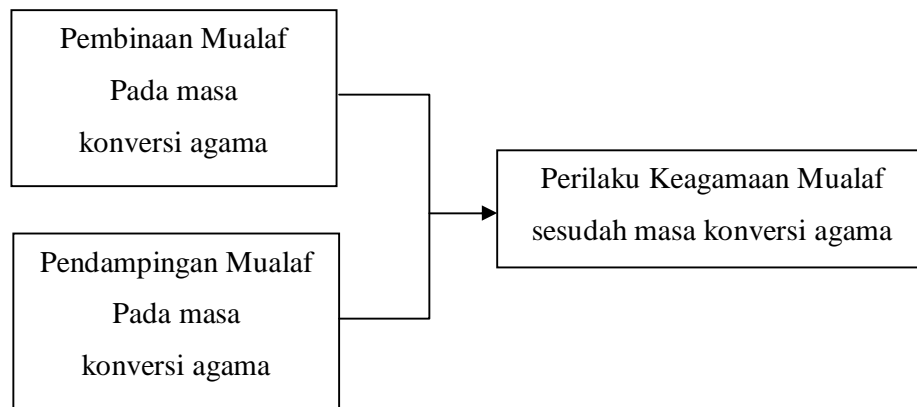 Pembinaan Mualaf
Pada masa
konversi agama
Pendampingan Mualaf
Pada masa
konversi agama
Perilaku Keagamaan Mualaf
sesudah masa konversi agama